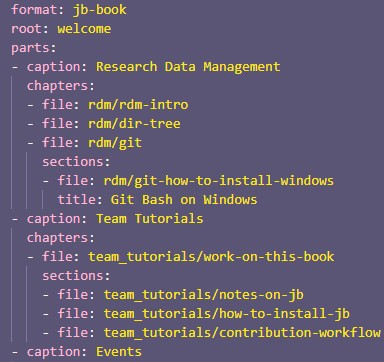 format: jb-book
root: welcome
parts:
- caption: Research Data Management
  chapters:
  - file: rdm/rdm-intro
  - file: rdm/dir-tree
  - file: rdm/git
    sections:
    - file: rdm/git-how-to-install-windows
      title: Git Bash on Windows
- caption: Team Tutorials
  chapters:
  - file: team_tutorials/work-on-this-book
    sections:
    - file: team_tutorials/notes-on-jb
    - file: team_tutorials/how-to-install-jb
    - file: team_tutorials/contribution-workflow
- caption: Events